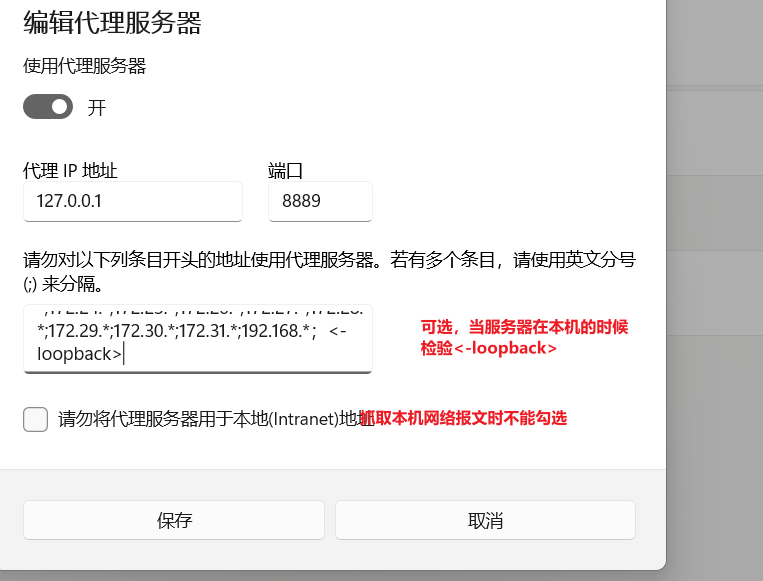 编辑代理服务器
使用代理服务器
开
代理 IP 地址
端口
127.0.0.1
8889
请勿对以下列条目开头的地址使用代理服务器。若有多个条目，请使用英文分号
(;) 来分隔。
*;172.29.*;172.30.*;172.31.*;192.168.*；<-
loopback>
可选，当服务器在本机的时候
检验<-loopback>
请勿将代理服务器用于本地(Intranet)地址
抓取本机网络报文时不能勾选
保存
取消